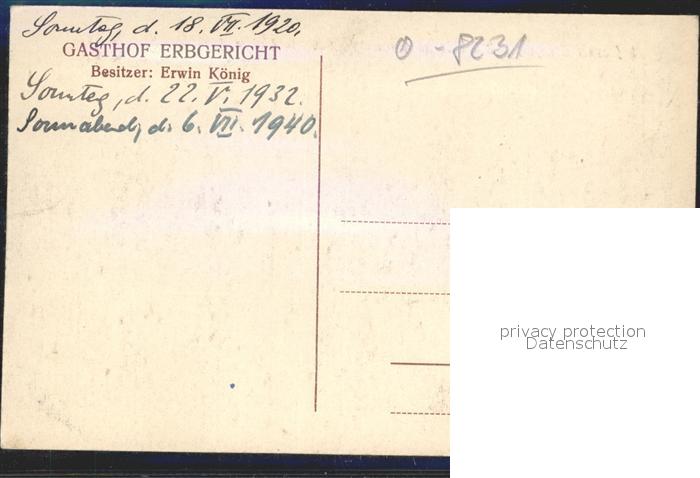 Sonntag, d. 18. VII. 1920.
GASTHOF ERBGERICHT
Besitzer: Erwin König
Sonntag, d. 22. V. 1932.
Sonnabend, d. 6. VII. 1940.
O-8231
privacy protection
Datenschutz